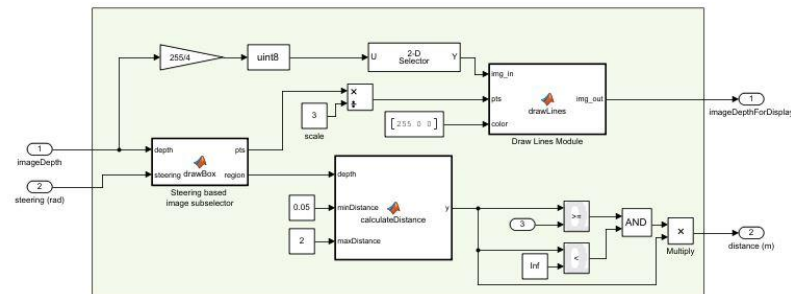 255/4
uint8
2-D
Selector
U
Y
img_in
pts
color
drawLines
img_out
Draw Lines Module
1
imageDepthForDisplay
×
÷
3
scale
[ 255 0 0 ]
1
imageDepth
2
steering (rad)
depth
steering
drawBox
pts
region
Steering based
image subselector
0.05
2
depth
minDistance
maxDistance
calculateDistance
y
3
>=
Inf
<
AND
×
Multiply
2
distance (m)